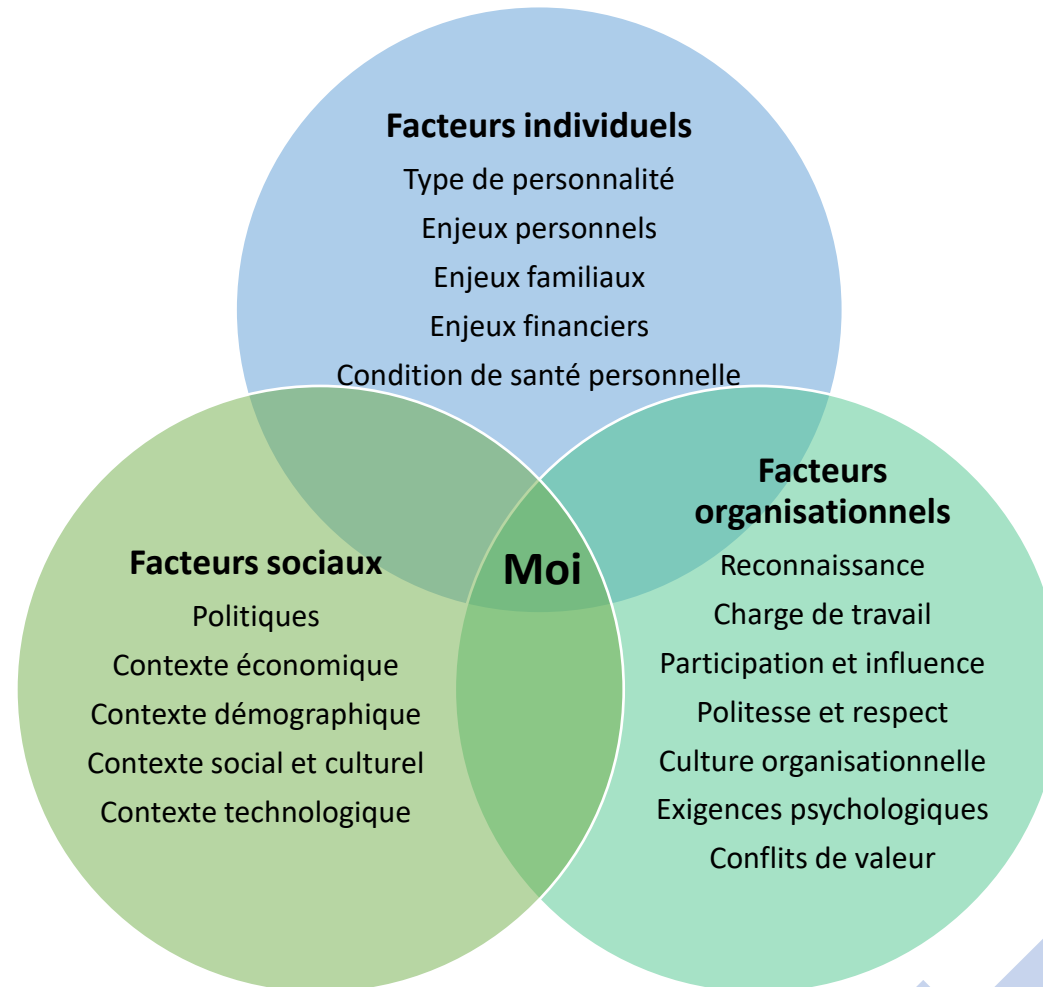 Facteurs individuels
Type de personnalité
Enjeux personnels
Enjeux familiaux
Enjeux financiers
Condition de santé personnelle
Facteurs sociaux
Politiques
Contexte économique
Contexte démographique
Contexte social et culturel
Contexte technologique
Moi
Facteurs
organisationnels
Reconnaissance
Charge de travail
Participation et influence
Politesse et respect
Culture organisationnelle
Exigences psychologiques
Conflits de valeur